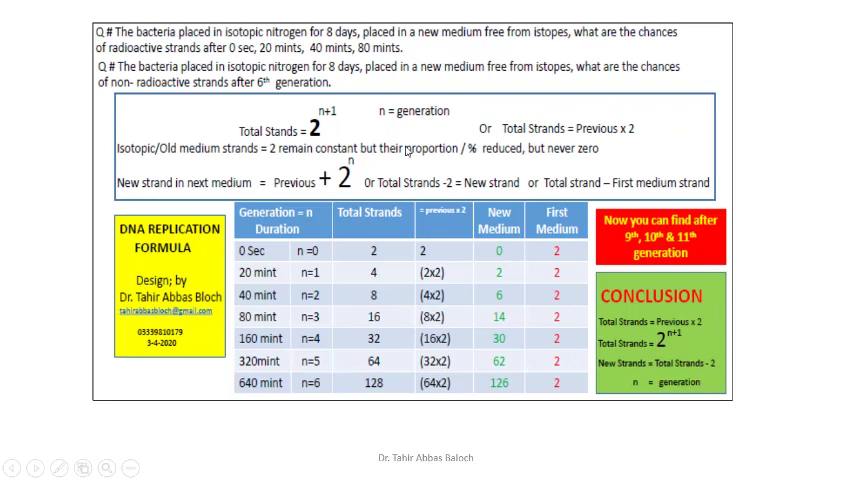 Q # The bacteria placed in isotopic nitrogen for 8 days, placed in a new medium free from istopes, what are the chances
of radioactive strands after 0 sec, 20 mints, 40 mints, 80 mints.
Q # The bacteria placed in isotopic nitrogen for 8 days, placed in a new medium free from istopes, what are the chances
of non- radioactive strands after 6th generation.
Total Stands = 2 n+1 n = generation Or Total Strands = Previous x 2
Isotopic/Old medium strands = 2 remain constant but their proportion / % reduced, but never zero
New strand in next medium = Previous + 2 n Or Total Strands -2 = New strand or Total strand – First medium strand
DNA REPLICATION
FORMULA
Design; by
Dr. Tahir Abbas Bloch
tahirabbasbloch@gmail.com
03339810179
3-4-2020
Generation = n Duration Total Strands = previous x 2 New Medium First Medium
0 Sec n =0 2 2 0 2
20 mint n=1 4 (2x2) 2 2
40 mint n=2 8 (4x2) 6 2
80 mint n=3 16 (8x2) 14 2
160 mint n=4 32 (16x2) 30 2
320mint n=5 64 (32x2) 62 2
640 mint n=6 128 (64x2) 126 2
Now you can find after
9th, 10th & 11th
generation
CONCLUSION
Total Strands = Previous x 2
Total Strands = 2 n+1
New Strands = Total Strands - 2
n = generation
Dr. Tahir Abbas Baloch